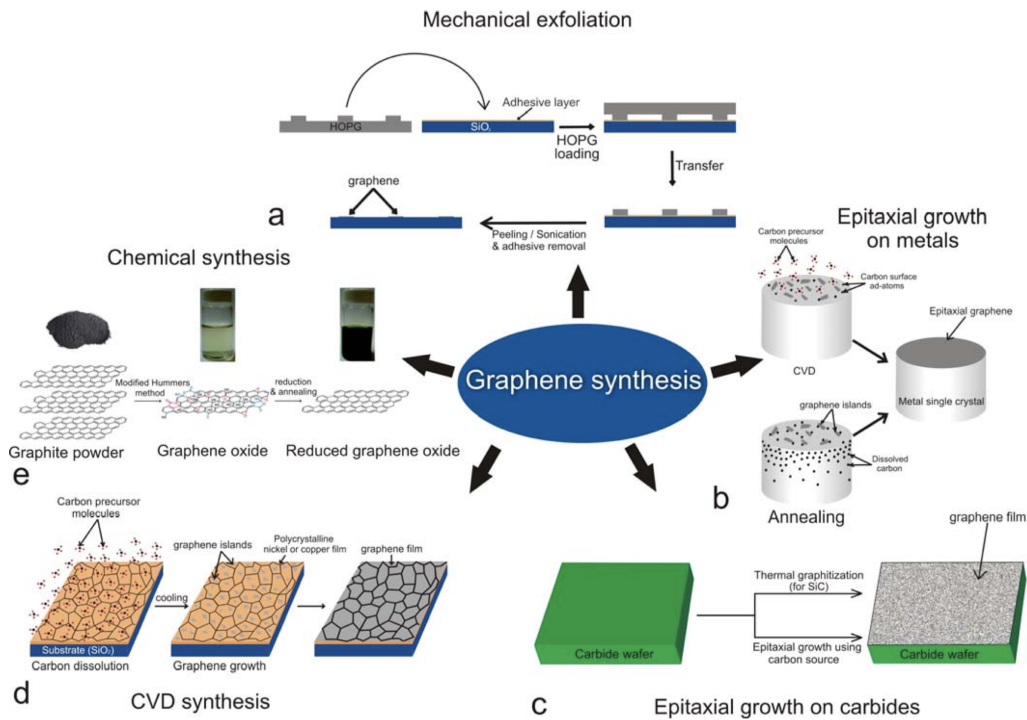 Mechanical exfoliation
Adhesive layer
HOPG
SiOₓ
HOPG
loading
Transfer
graphene
a
Peeling / Sonication
& adhesive removal
Epitaxial growth
on metals
Carbon precursor
molecules
Carbon surface
ad-atoms
Epitaxial graphene
CVD
Metal single crystal
graphene islands
Dissolved
carbon
b
Annealing
Chemical synthesis
Modified Hummers
method
reduction
& annealing
Graphite powder
Graphene oxide
Reduced graphene oxide
e
Graphene synthesis
Carbon precursor
molecules
graphene islands
Polycrystalline
nickel or copper film
graphene film
cooling
Substrate (SiO₂)
Carbon dissolution
Graphene growth
d
CVD synthesis
graphene film
Thermal graphitization
(for SiC)
Epitaxial growth using
carbon source
Carbide wafer
Carbide wafer
c
Epitaxial growth on carbides